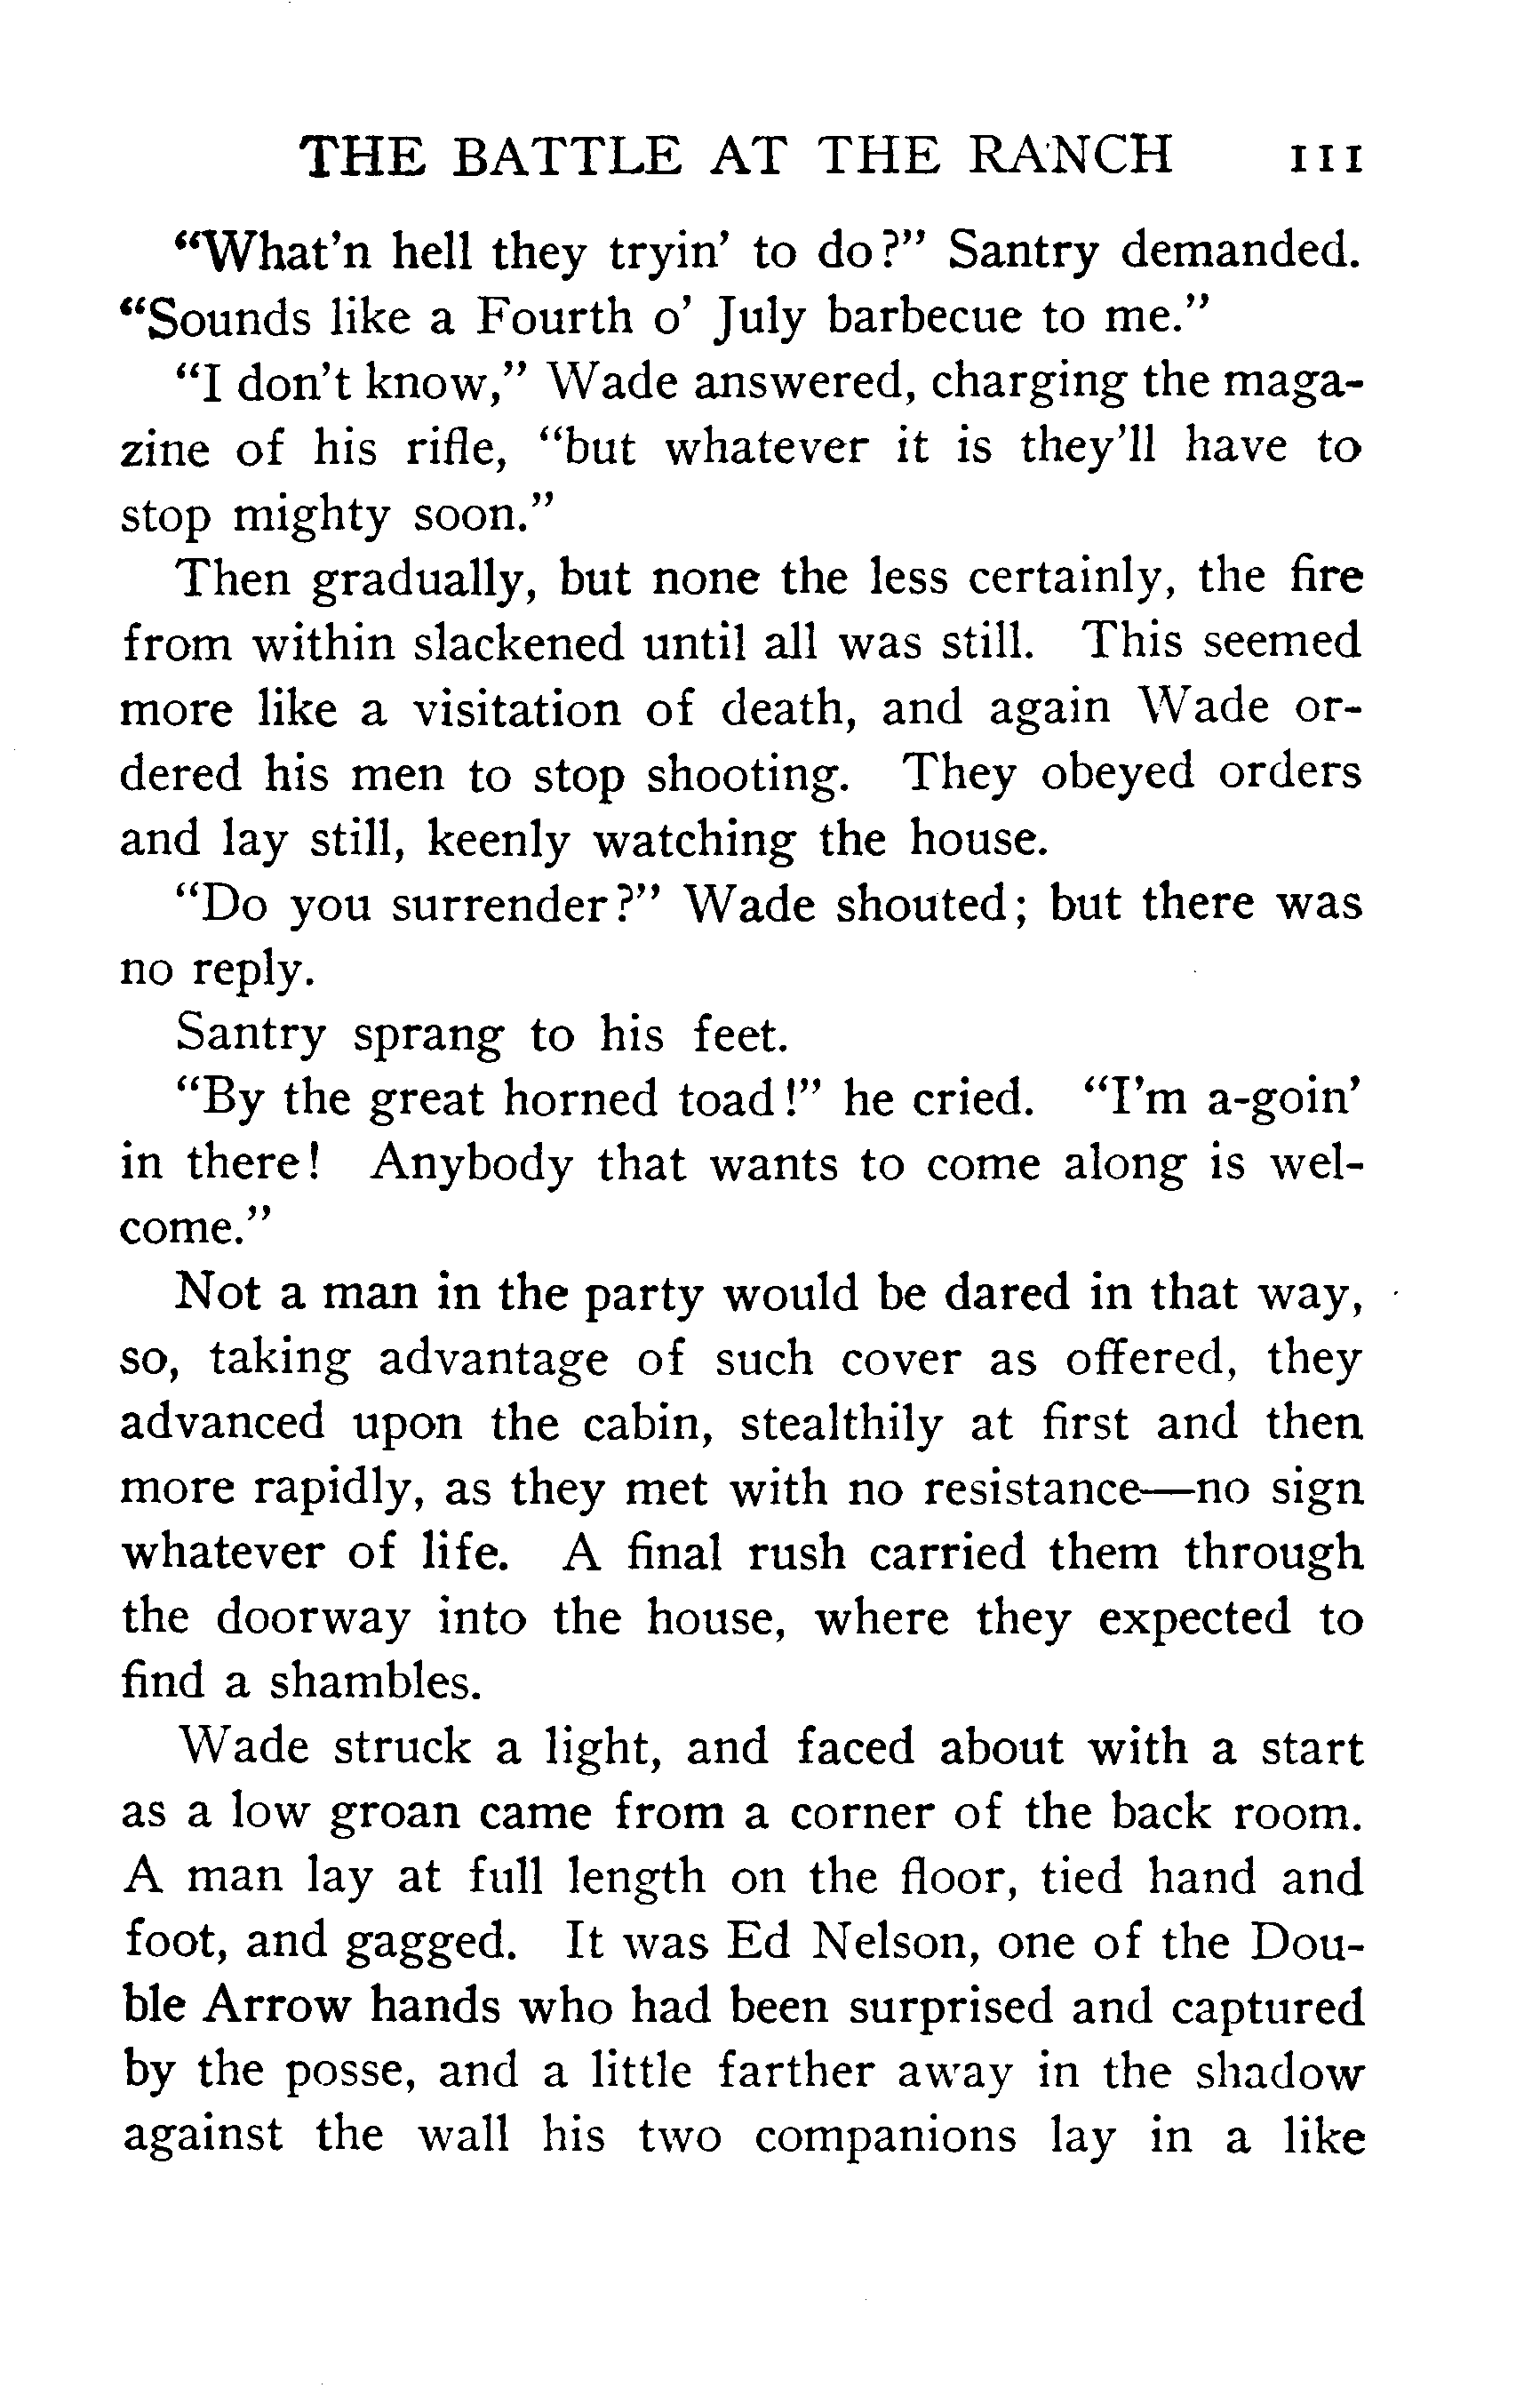 THE BATTLE AT THE RANCH 111
"What'n hell they tryin' to do?" Santry demanded.
"Sounds like a Fourth o' July barbecue to me."
"I don't know," Wade answered, charging the maga-
zine of his rifle, "but whatever it is they'll have to
stop mighty soon."
Then gradually, but none the less certainly, the fire
from within slackened until all was still. This seemed
more like a visitation of death, and again Wade or-
dered his men to stop shooting. They obeyed orders
and lay still, keenly watching the house.
"Do you surrender?" Wade shouted; but there was
no reply.
Santry sprang to his feet.
"By the great horned toad!" he cried. "I'm a-goin'
in there! Anybody that wants to come along is wel-
come."
Not a man in the party would be dared in that way,
so, taking advantage of such cover as offered, they
advanced upon the cabin, stealthily at first and then
more rapidly, as they met with no resistance—no sign
whatever of life. A final rush carried them through
the doorway into the house, where they expected to
find a shambles.
Wade struck a light, and faced about with a start
as a low groan came from a corner of the back room.
A man lay at full length on the floor, tied hand and
foot, and gagged. It was Ed Nelson, one of the Dou-
ble Arrow hands who had been surprised and captured
by the posse, and a little farther away in the shadow
against the wall his two companions lay in a like